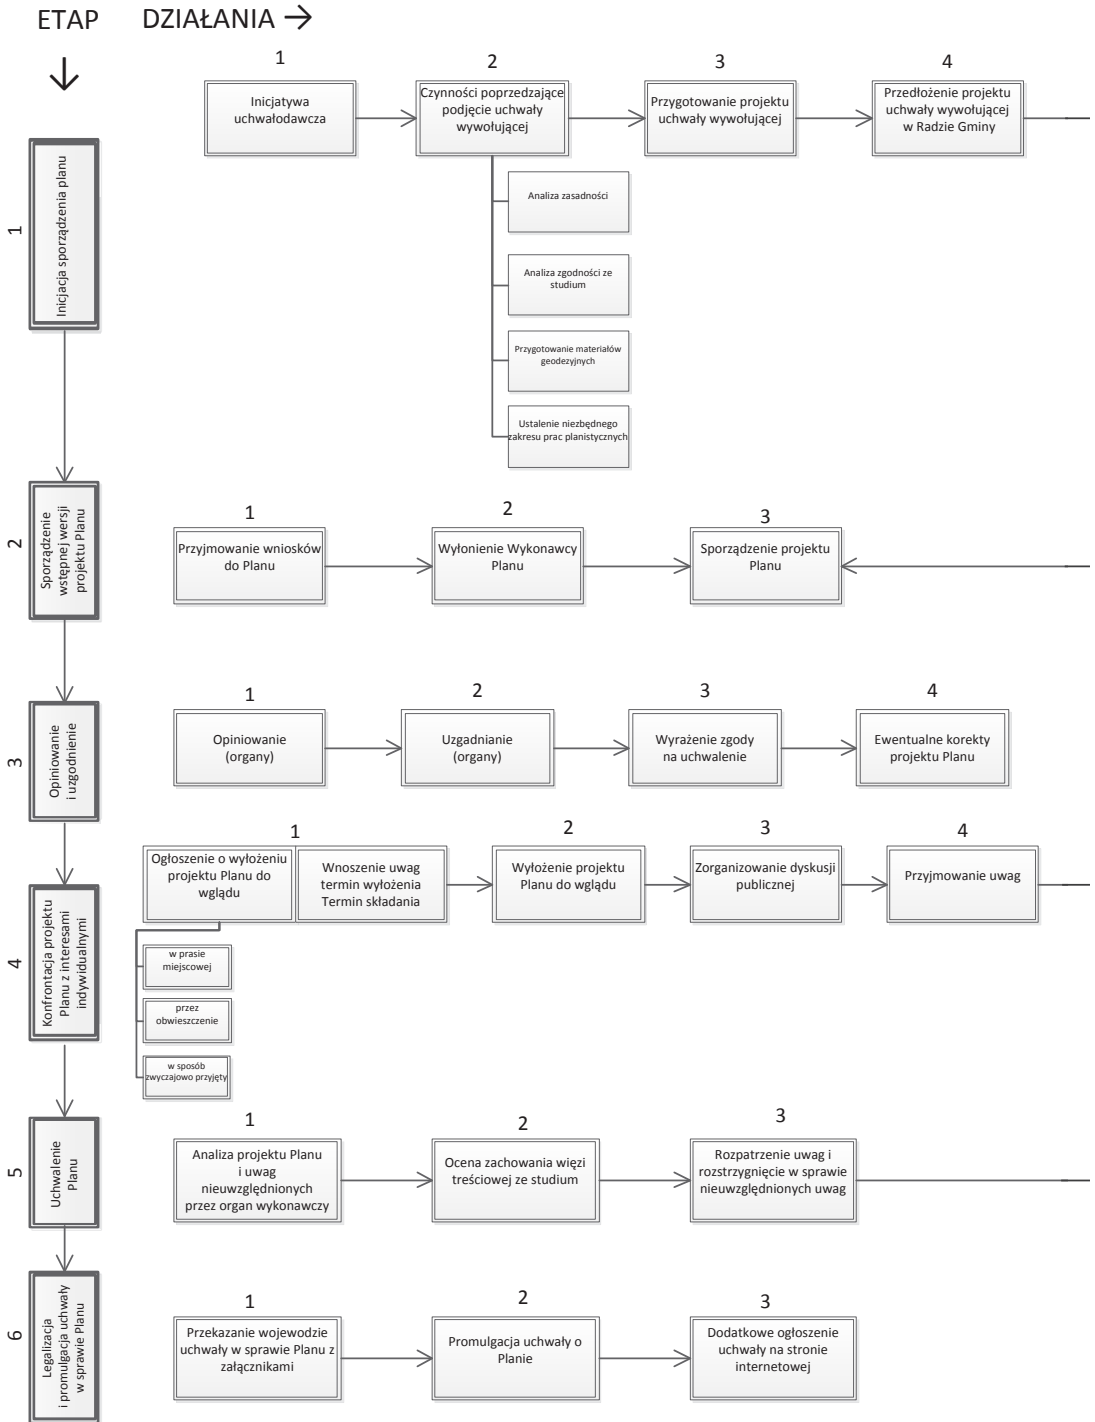 ETAP
DZIAŁANIA
1
Inicjacja sporządzenia planu
1
Inicjatywa
uchwałodawcza
2
Czynności poprzedzające
podjęcie uchwały
wywołującej
Analiza zasadności
Analiza zgodności ze
studium
Przygotowanie materiałów
geodezyjnych
Ustalenie niezbędnego
zakresu prac planistycznych
3
Przygotowanie projektu
uchwały wywołującej
4
Przedłożenie projektu
uchwały wywołującej
w Radzie Gminy
2
Sporządzenie
wstępnej wersji
projektu Planu
1
Przyjmowanie wniosków
do Planu
2
Wyłonienie Wykonawcy
Planu
3
Sporządzenie projektu
Planu
3
Opiniowanie
i uzgodnienie
1
Opiniowanie
(organy)
2
Uzgadnianie
(organy)
3
Wyrażenie zgody
na uchwalenie
4
Ewentualne korekty
projektu Planu
4
Konfrontacja projektu
Planu z interesami
indywidualnymi
1
Ogłoszenie o wyłożeniu
projektu Planu do
wglądu
Wnoszenie uwag
termin wyłożenia
Termin składania
w prasie
miejscowej
przez
obwieszczenie
w sposób
zwyczajowo przyjęty
2
Wyłożenie projektu
Planu do wglądu
3
Zorganizowanie dyskusji
publicznej
4
Przyjmowanie uwag
5
Uchwalenie
Planu
1
Analiza projektu Planu
i uwag
nieuwzględnionych
przez organ wykonawczy
2
Ocena zachowania więzi
treściowej ze studium
3
Rozpatrzenie uwag i
rozstrzygnięcie w sprawie
nieuwzględnionych uwag
6
Legalizacja
i promulgacja uchwały
w sprawie Planu
1
Przekazanie wojewodzie
uchwały w sprawie Planu z
załącznikami
2
Promulgacja uchwały o
Planie
3
Dodatkowe ogłoszenie
uchwały na stronie
internetowej